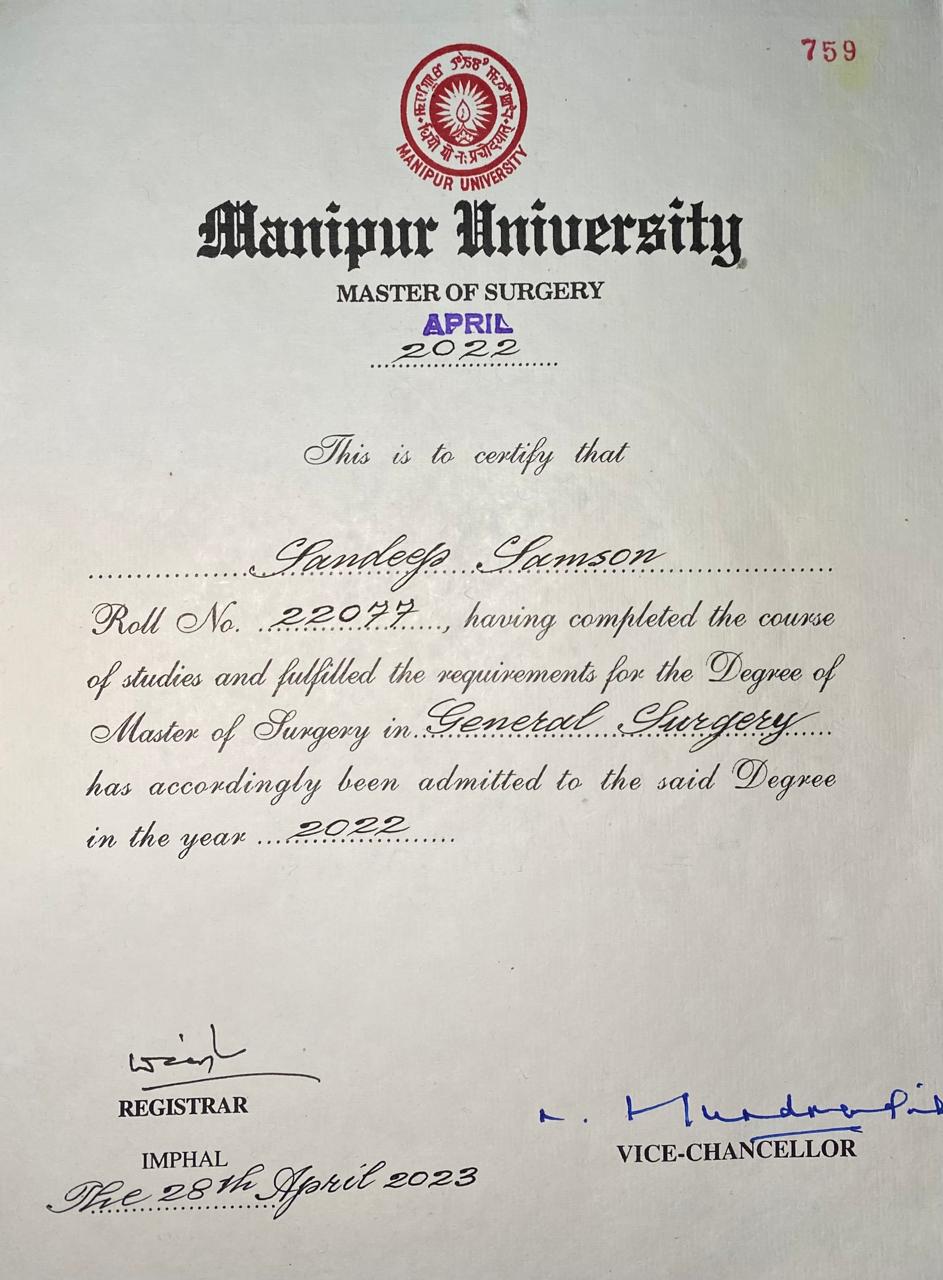 759
धियो यो नः प्रचोदयात्
MANIPUR UNIVERSITY
Manipur University
MASTER OF SURGERY
APRIL
2022
This is to certify that
Sandeep Samson
Roll No. 22077, having completed the course
of studies and fulfilled the requirements for the Degree of
Master of Surgery in General Surgery
has accordingly been admitted to the said Degree
in the year 2022
REGISTRAR
VICE-CHANCELLOR
IMPHAL
The 28th April 2023